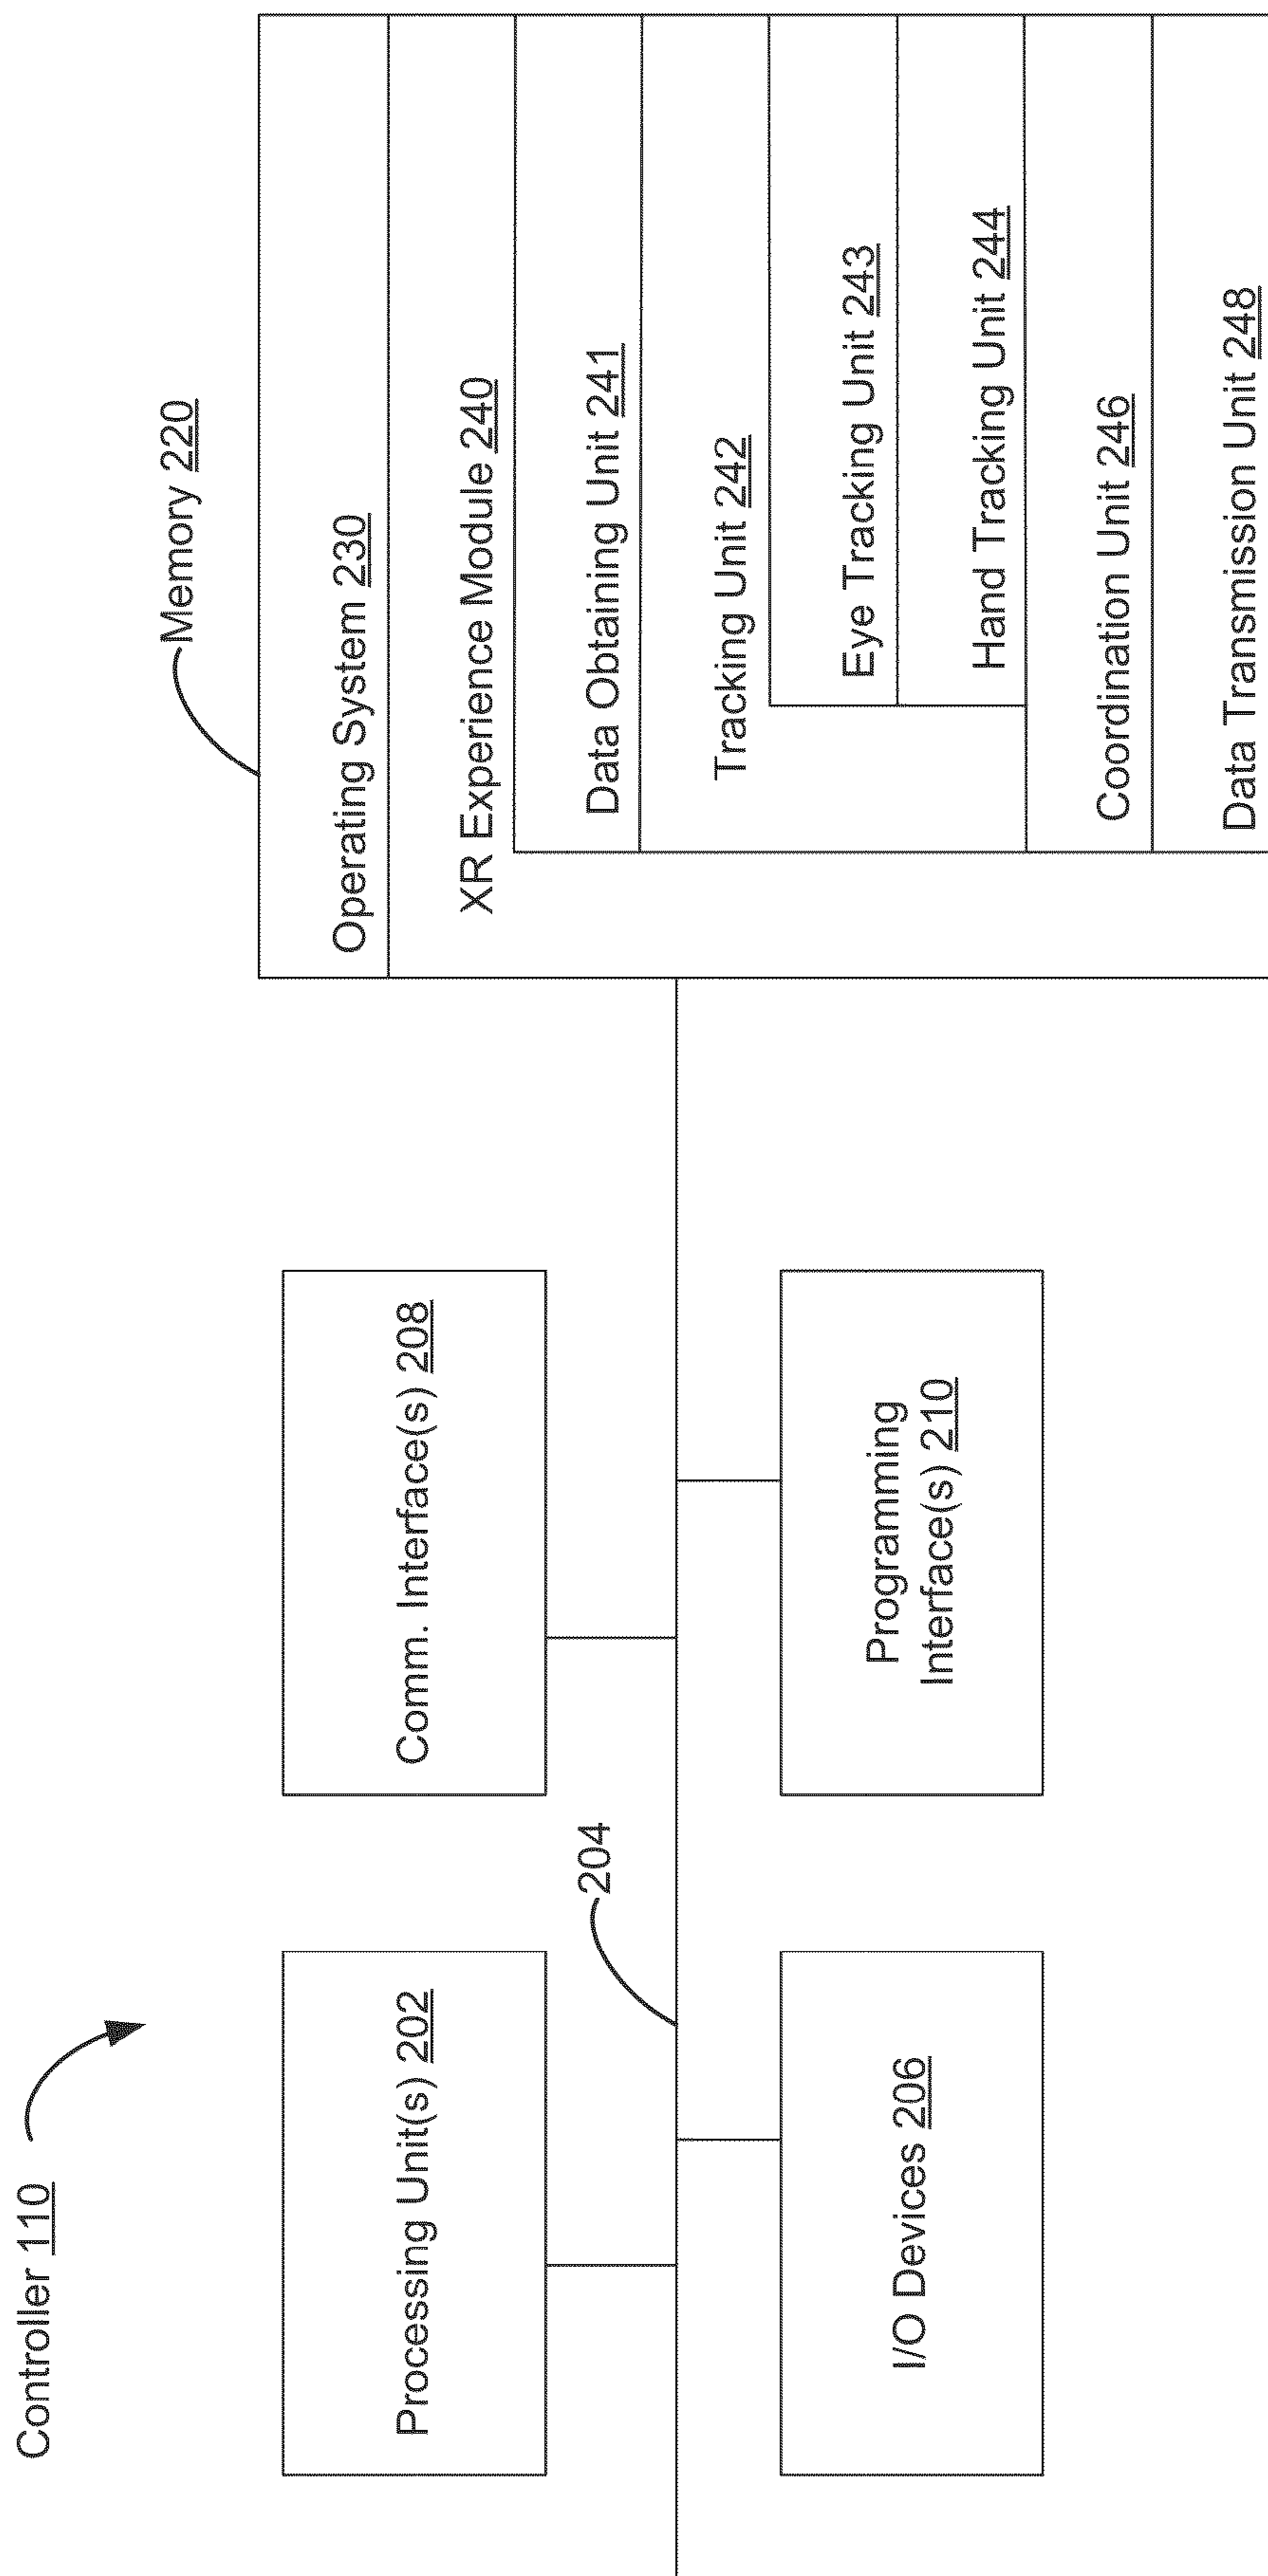 Controller 110
Memory 220
Processing Unit(s) 202
Comm. Interface(s) 208
204
I/O Devices 206
Programming
Interface(s) 210
Operating System 230
XR Experience Module 240
Data Obtaining Unit 241
Tracking Unit 242
Eye Tracking Unit 243
Hand Tracking Unit 244
Coordination Unit 246
Data Transmission Unit 248